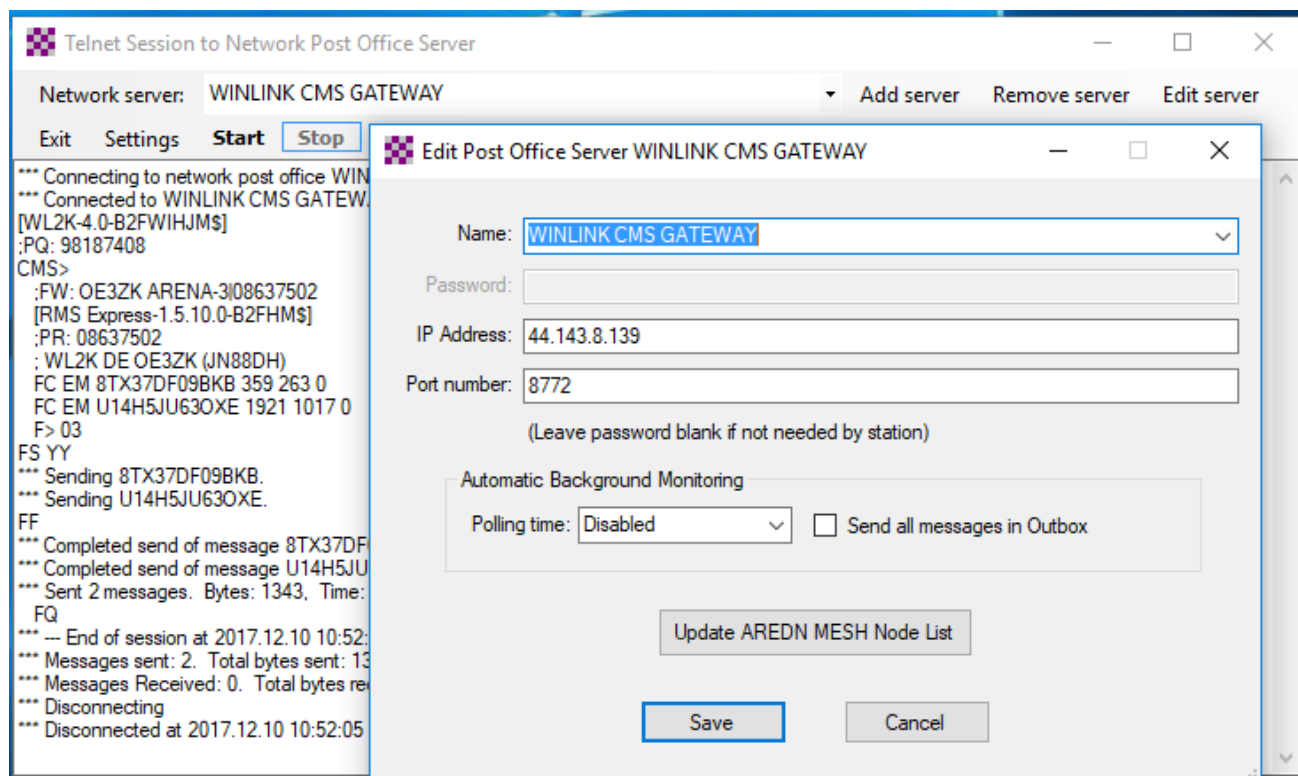 Telnet Session to Network Post Office Server
Network server: WINLINK CMS GATEWAY Add server Remove server Edit server
Exit Settings Start Stop
*** Connecting to network post office WIN
*** Connected to WINLINK CMS GATEW
[WL2K-4.0-B2FWIHJM$]
;PQ: 98187408
CMS>
;FW: OE3ZK ARENA-3|08637502
[RMS Express-1.5.10.0-B2FHM$]
;PR: 08637502
; WL2K DE OE3ZK (JN88DH)
FC EM 8TX37DF09BKB 359 263 0
FC EM U14H5JU63OXE 1921 1017 0
F> 03
FS YY
*** Sending 8TX37DF09BKB.
*** Sending U14H5JU63OXE.
FF
*** Completed send of message 8TX37DF
*** Completed send of message U14H5JU
*** Sent 2 messages. Bytes: 1343, Time:
FQ
*** --- End of session at 2017.12.10 10:52:
*** Messages sent: 2. Total bytes sent: 13
*** Messages Received: 0. Total bytes re
*** Disconnecting
*** Disconnected at 2017.12.10 10:52:05
Edit Post Office Server WINLINK CMS GATEWAY
Name: WINLINK CMS GATEWAY
Password:
IP Address: 44.143.8.139
Port number: 8772
(Leave password blank if not needed by station)
Automatic Background Monitoring
Polling time: Disabled Send all messages in Outbox
Update AREDN MESH Node List
Save Cancel